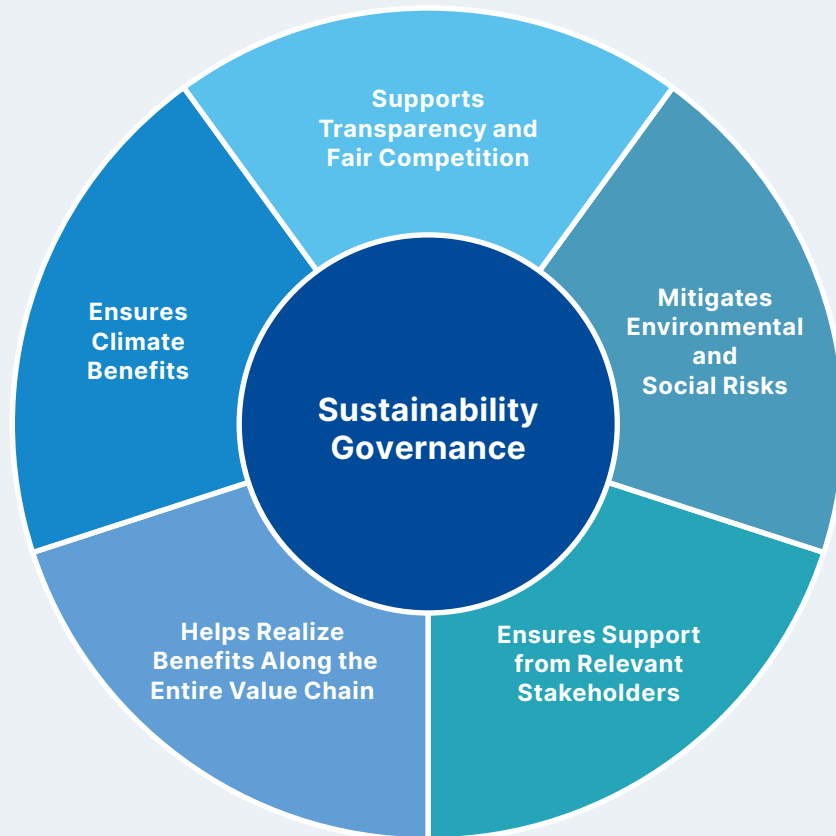 Supports
Transparency and
Fair Competition
Mitigates
Environmental
and
Social Risks
Ensures
Climate
Benefits
Sustainability
Governance
Helps Realize
Benefits Along the
Entire Value Chain
Ensures Support
from Relevant
Stakeholders